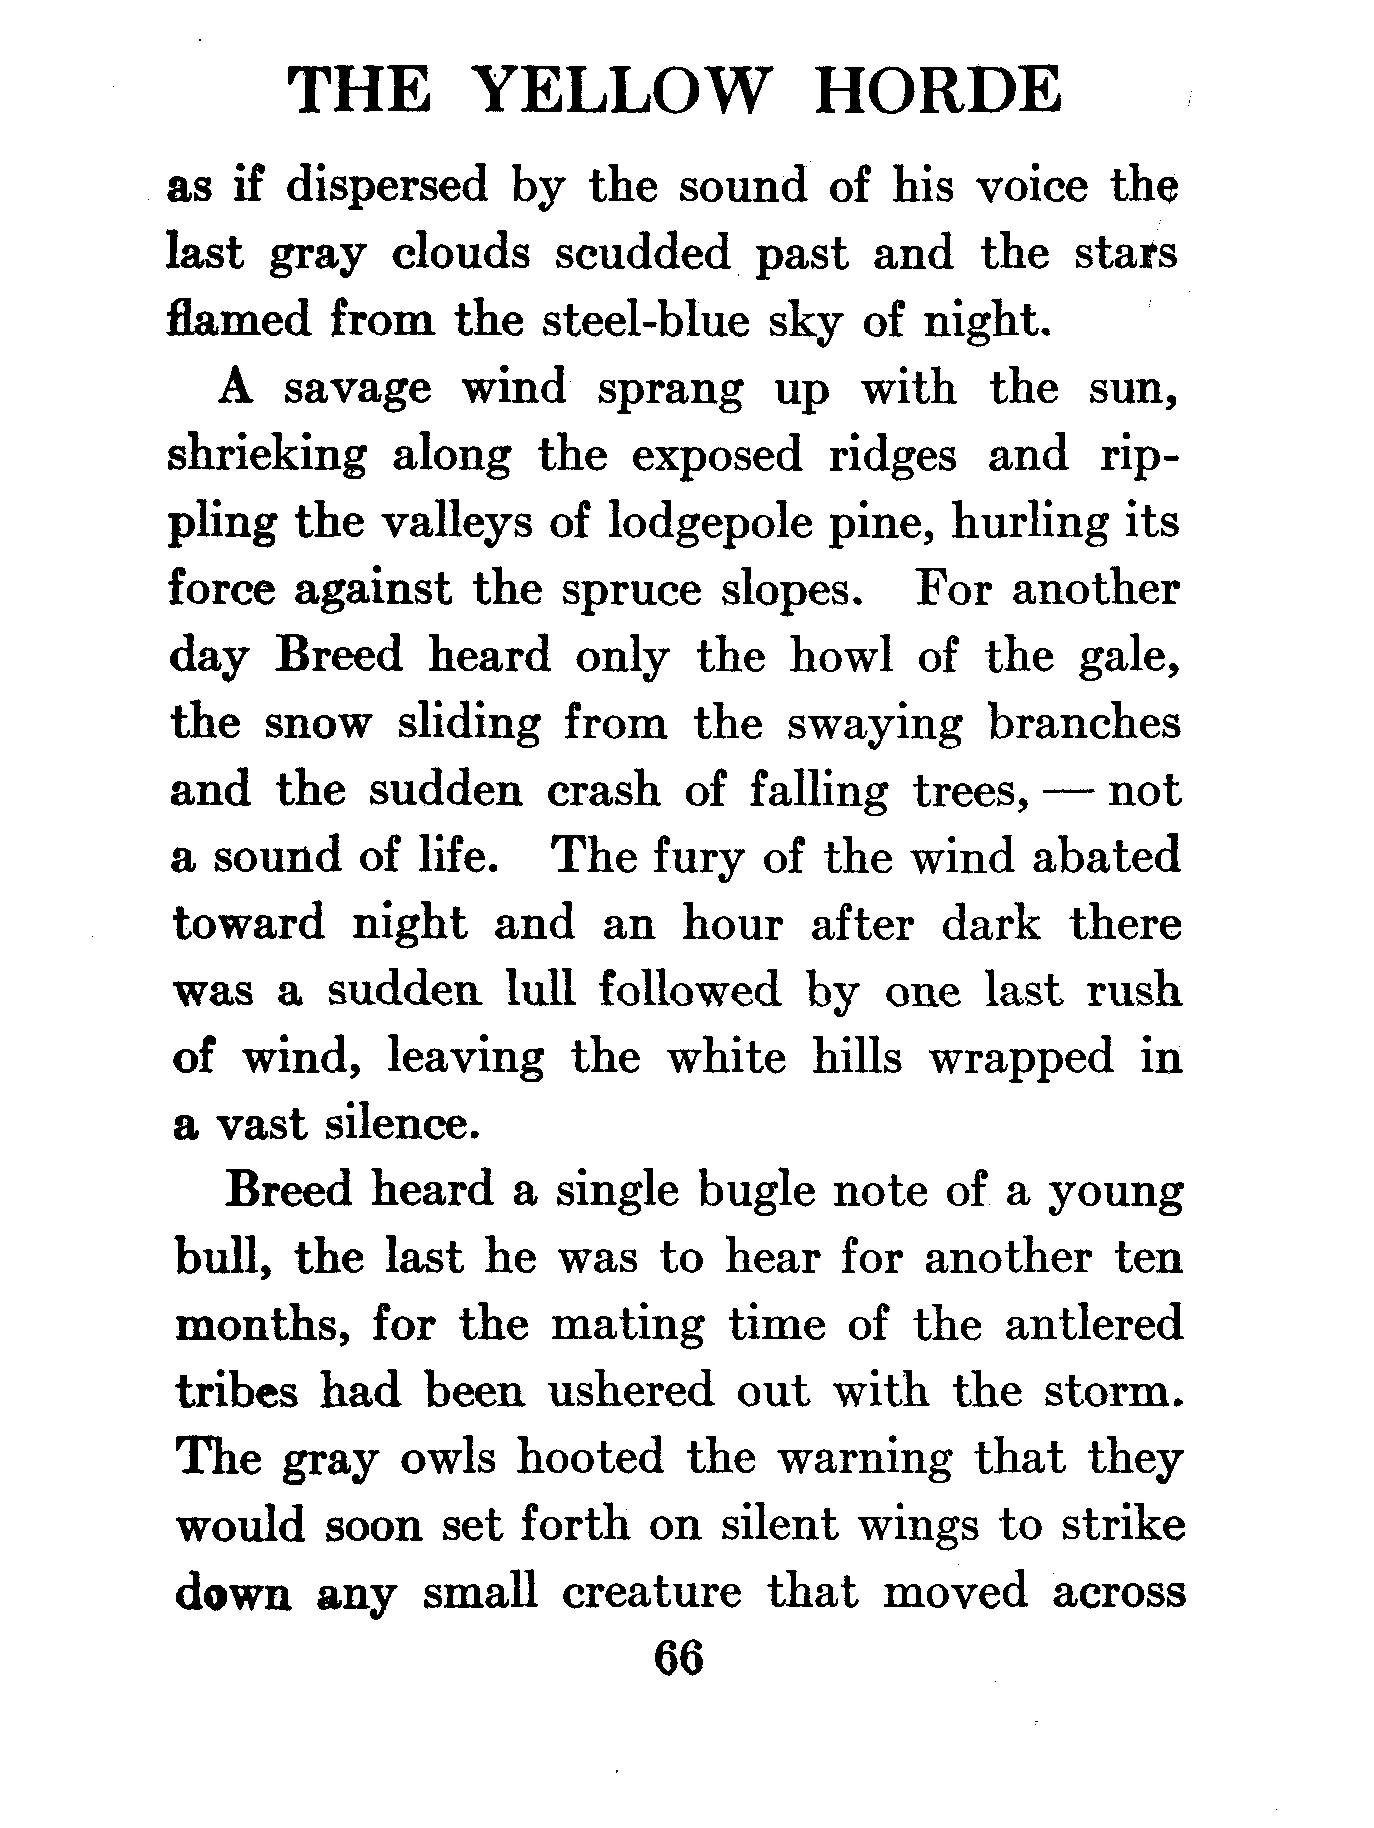 THE YELLOW HORDE
as if dispersed by the sound of his voice the
last gray clouds scudded past and the stars
flamed from the steel-blue sky of night.
A savage wind sprang up with the sun,
shrieking along the exposed ridges and rip-
pling the valleys of lodgepole pine, hurling its
force against the spruce slopes. For another
day Breed heard only the howl of the gale,
the snow sliding from the swaying branches
and the sudden crash of falling trees, — not
a sound of life. The fury of the wind abated
toward night and an hour after dark there
was a sudden lull followed by one last rush
of wind, leaving the white hills wrapped in
a vast silence.
Breed heard a single bugle note of a young
bull, the last he was to hear for another ten
months, for the mating time of the antlered
tribes had been ushered out with the storm.
The gray owls hooted the warning that they
would soon set forth on silent wings to strike
down any small creature that moved across
66